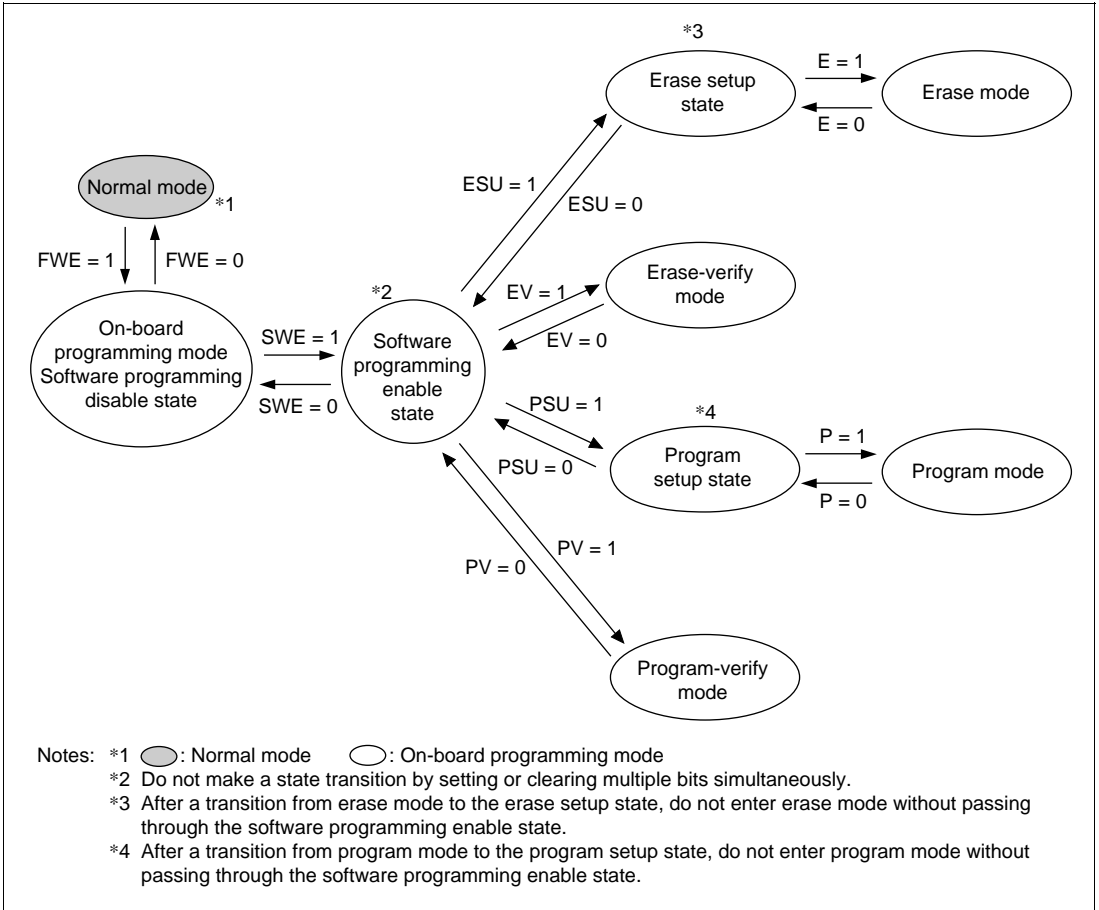 *3
Erase setup
state
E = 1
E = 0
Erase mode
Normal mode
*1
FWE = 1
FWE = 0
ESU = 1
ESU = 0
Erase-verify
mode
*2
EV = 1
EV = 0
On-board
programming mode
Software programming
disable state
SWE = 1
SWE = 0
Software
programming
enable
state
PSU = 1
PSU = 0
*4
Program
setup state
P = 1
P = 0
Program mode
PV = 1
PV = 0
Program-verify
mode
Notes: *1 : Normal mode : On-board programming mode
*2 Do not make a state transition by setting or clearing multiple bits simultaneously.
*3 After a transition from erase mode to the erase setup state, do not enter erase mode without passing
through the software programming enable state.
*4 After a transition from program mode to the program setup state, do not enter program mode without
passing through the software programming enable state.